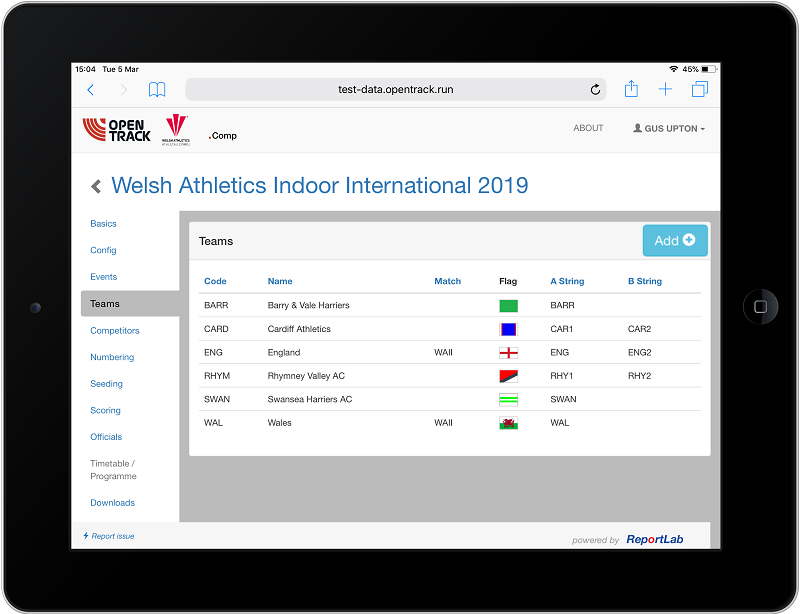 15:04 Tue 5 Mar 45%
test-data.opentrack.run
OPEN
TRACK
WELSH ATHLETICS
.Comp
ABOUT
GUS UPTON
Welsh Athletics Indoor International 2019
Basics
Config
Events
Teams
Competitors
Numbering
Seeding
Scoring
Officials
Timetable /
Programme
Downloads
Teams
Add
Code Name Match Flag A String B String
BARR Barry & Vale Harriers BARR
CARD Cardiff Athletics CAR1 CAR2
ENG England WAII ENG ENG2
RHYM Rhymney Valley AC RHY1 RHY2
SWAN Swansea Harriers AC SWAN
WAL Wales WAII WAL
Report issue
powered by ReportLab